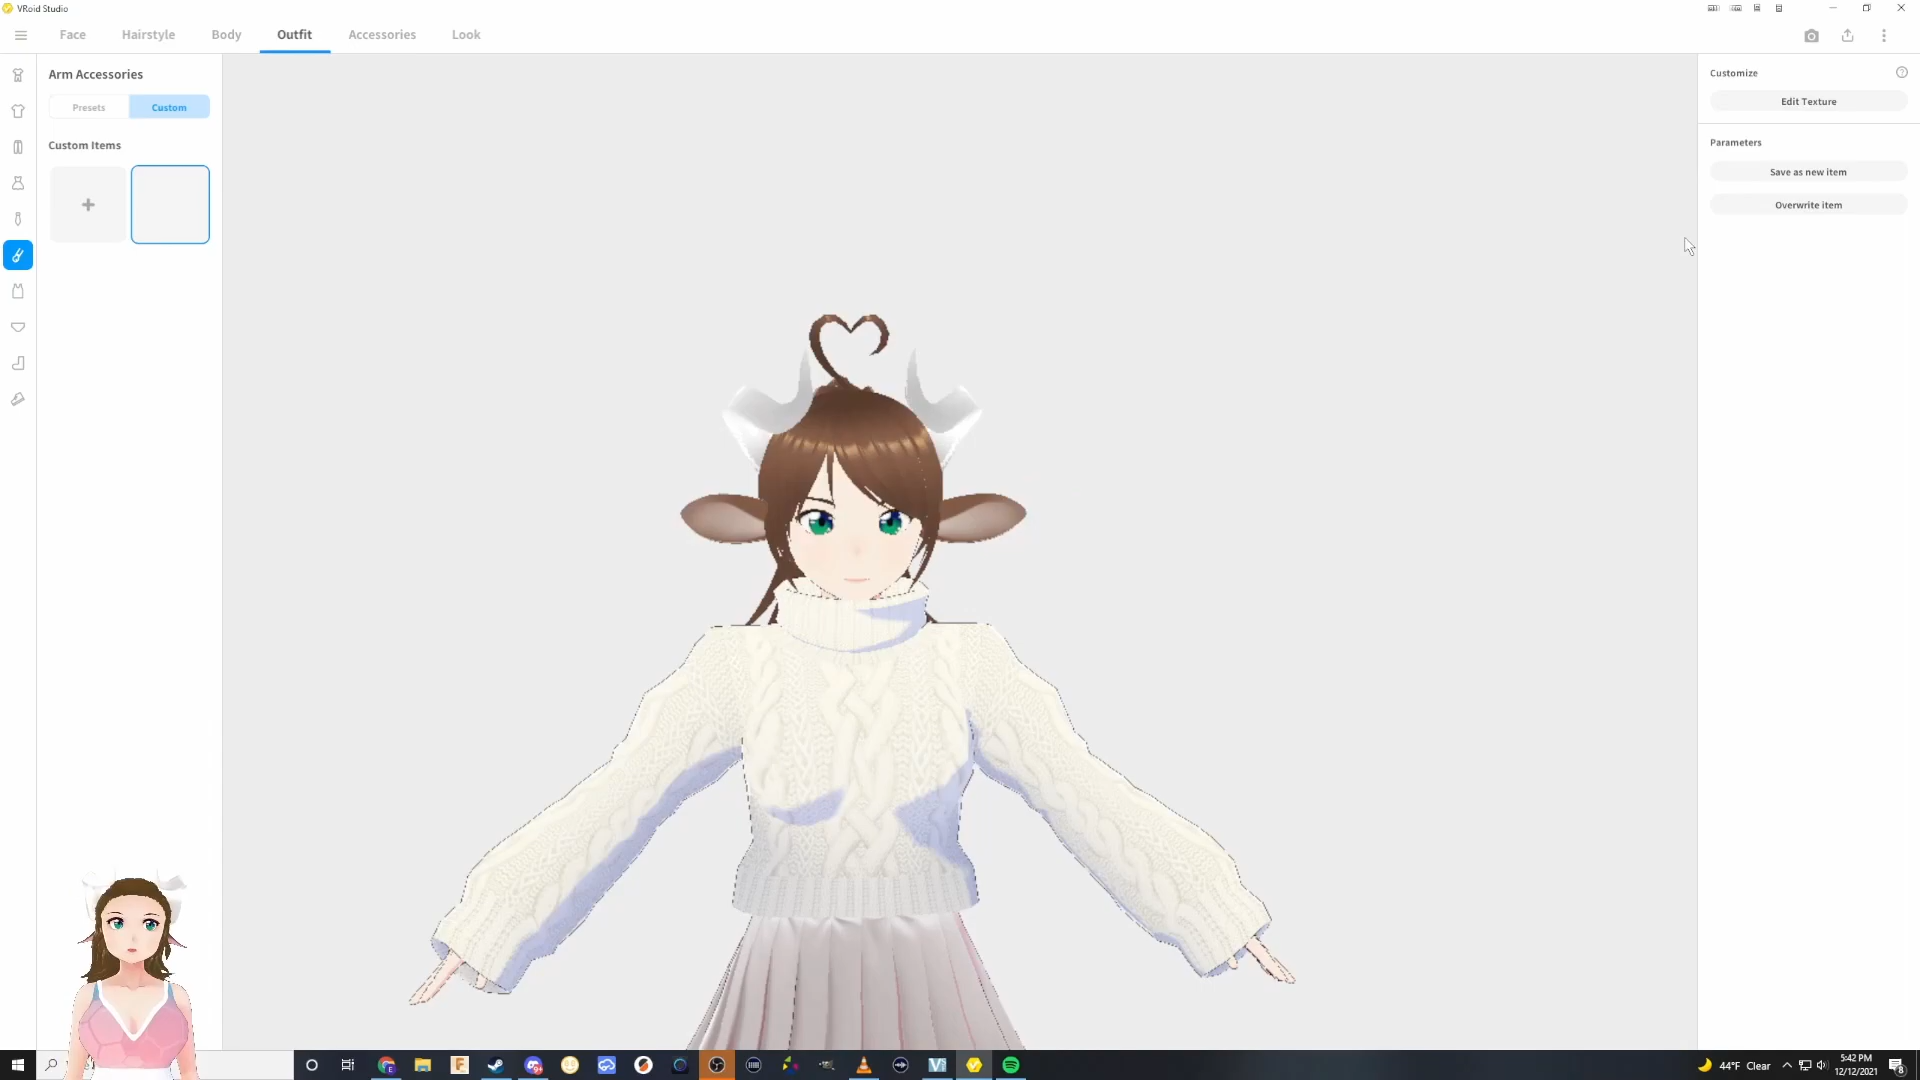 VRoid Studio
Face Hairstyle Body Outfit Accessories Look
Arm Accessories
Presets Custom
Custom Items
Customize
Edit Texture
Parameters
Save as new item
Overwrite item
44°F Clear
5:42 PM
12/12/2021